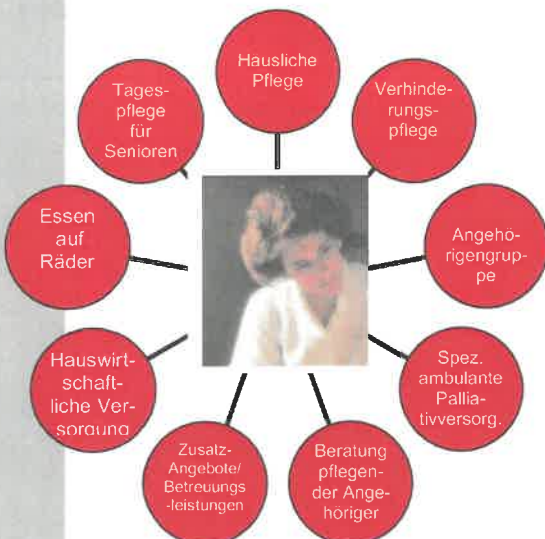 Hausliche
Pflege
Verhinde-
rungs-
pflege
Angehö-
rigengrup-
pe
Spez.
ambulante
Pallia-
tivversorg.
Beratung
pflegen-
der Ange-
höriger
Zusatz-
Angebote/
Betreuungs
-leistungen
Hauswirt-
schaft-
liche Ver-
sorgung
Essen
auf
Räder
Tages-
pflege
für
Senioren